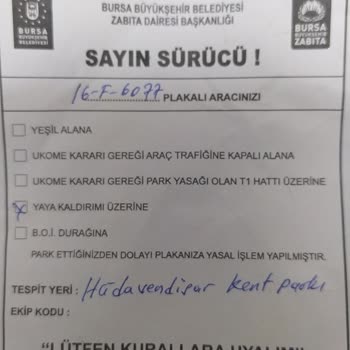 BURSA BÜYÜKŞEHİR BELEDİYESİ
ZABITA DAİRESİ BAŞKANLIĞI
BURSA
BÜYÜKŞEHİR
BELEDİYESİ
BURSA
BÜYÜKŞEHİR
ZABITA
SAYIN SÜRÜCÜ !
16-F-6077 PLAKALI ARACINIZI
YEŞİL ALANA
UKOME KARARI GEREĞİ ARAÇ TRAFİĞİNE KAPALI ALANA
UKOME KARARI GEREĞİ PARK YASAĞI OLAN T1 HATTI ÜZERİNE
YAYA KALDIRIMI ÜZERİNE
B.O.İ. DURAĞINA
PARK ETTİĞİNİZDEN DOLAYI PLAKANIZA YASAL İŞLEM YAPILMIŞTIR.
TESPİT YERİ : Hüdavendigar Kent parkı
EKİP KODU :
"LÜTFEN KURALLARA UYALIM"